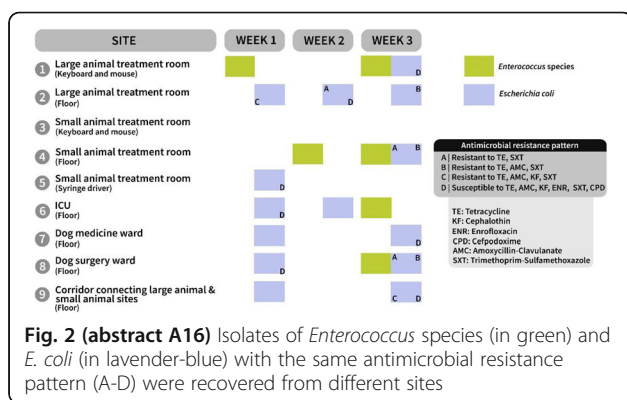 SITE WEEK 1 WEEK 2 WEEK 3
1 Large animal treatment room
(Keyboard and mouse)
D
Enterococcus species
2 Large animal treatment room
(Floor)
C A D B
Escherichia coli
3 Small animal treatment room
(Keyboard and mouse)
4 Small animal treatment room
(Floor)
A B
5 Small animal treatment room
(Syringe driver)
D
6 ICU
(Floor)
D
7 Dog medicine ward
(Floor)
D
8 Dog surgery ward
(Floor)
D A B
9 Corridor connecting large animal &
small animal sites
(Floor)
C D
Antimicrobial resistance pattern
A | Resistant to TE, SXT
B | Resistant to TE, AMC, SXT
C | Resistant to TE, AMC, KF, SXT
D | Susceptible to TE, AMC, KF, ENR, SXT, CPD
TE: Tetracycline
KF: Cephalothin
ENR: Enrofloxacin
CPD: Cefpodoxime
AMC: Amoxycillin-Clavulanate
SXT: Trimethoprim-Sulfamethoxazole
Fig. 2 (abstract A16) Isolates of Enterococcus species (in green) and
E. coli (in lavender-blue) with the same antimicrobial resistance
pattern (A-D) were recovered from different sites